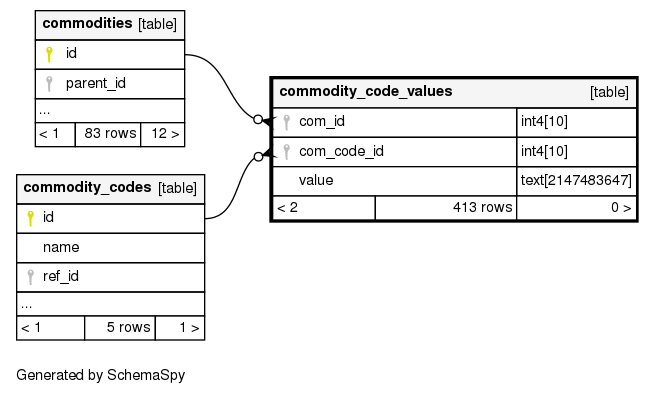 commodities [table]
id
parent_id
...
< 1 83 rows 12 >
commodity_code_values [table]
com_id int4[10]
com_code_id int4[10]
value text[2147483647]
< 2 413 rows 0 >
commodity_codes [table]
id
name
ref_id
...
< 1 5 rows 1 >
Generated by SchemaSpy